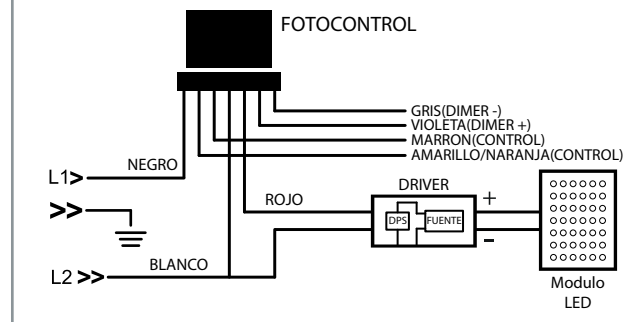 FOTOCONTROL
GRIS(DIMER -)
VIOLETA(DIMER +)
MARRON(CONTROL)
AMARILLO/NARANJA(CONTROL)
NEGRO
L1>
>>
ROJO
DRIVER
DPS
FUENTE
+
-
L2 >>
BLANCO
Modulo
LED